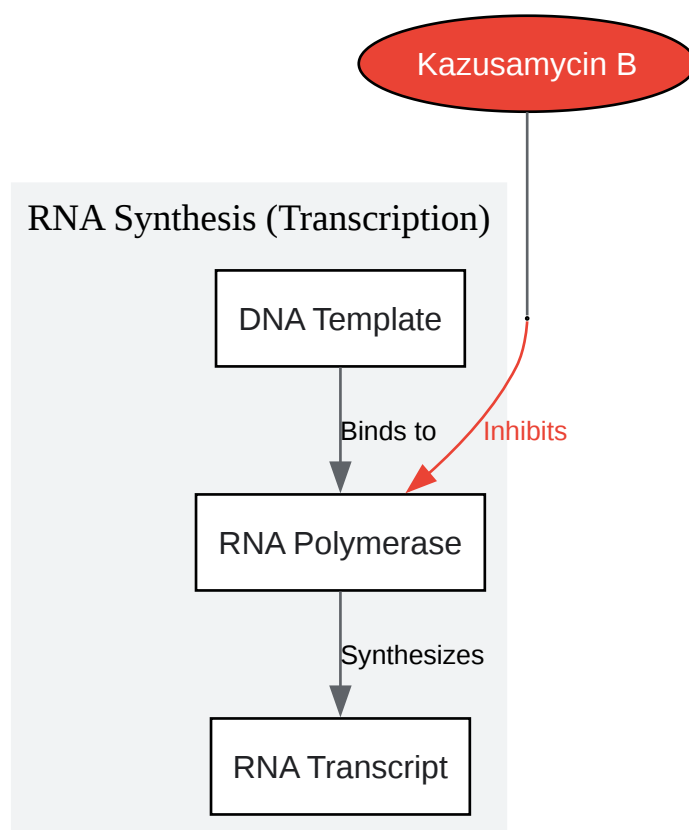 Kazusamycin B
RNA Synthesis (Transcription)
DNA Template
Binds to
Inhibits
RNA Polymerase
Synthesizes
RNA Transcript